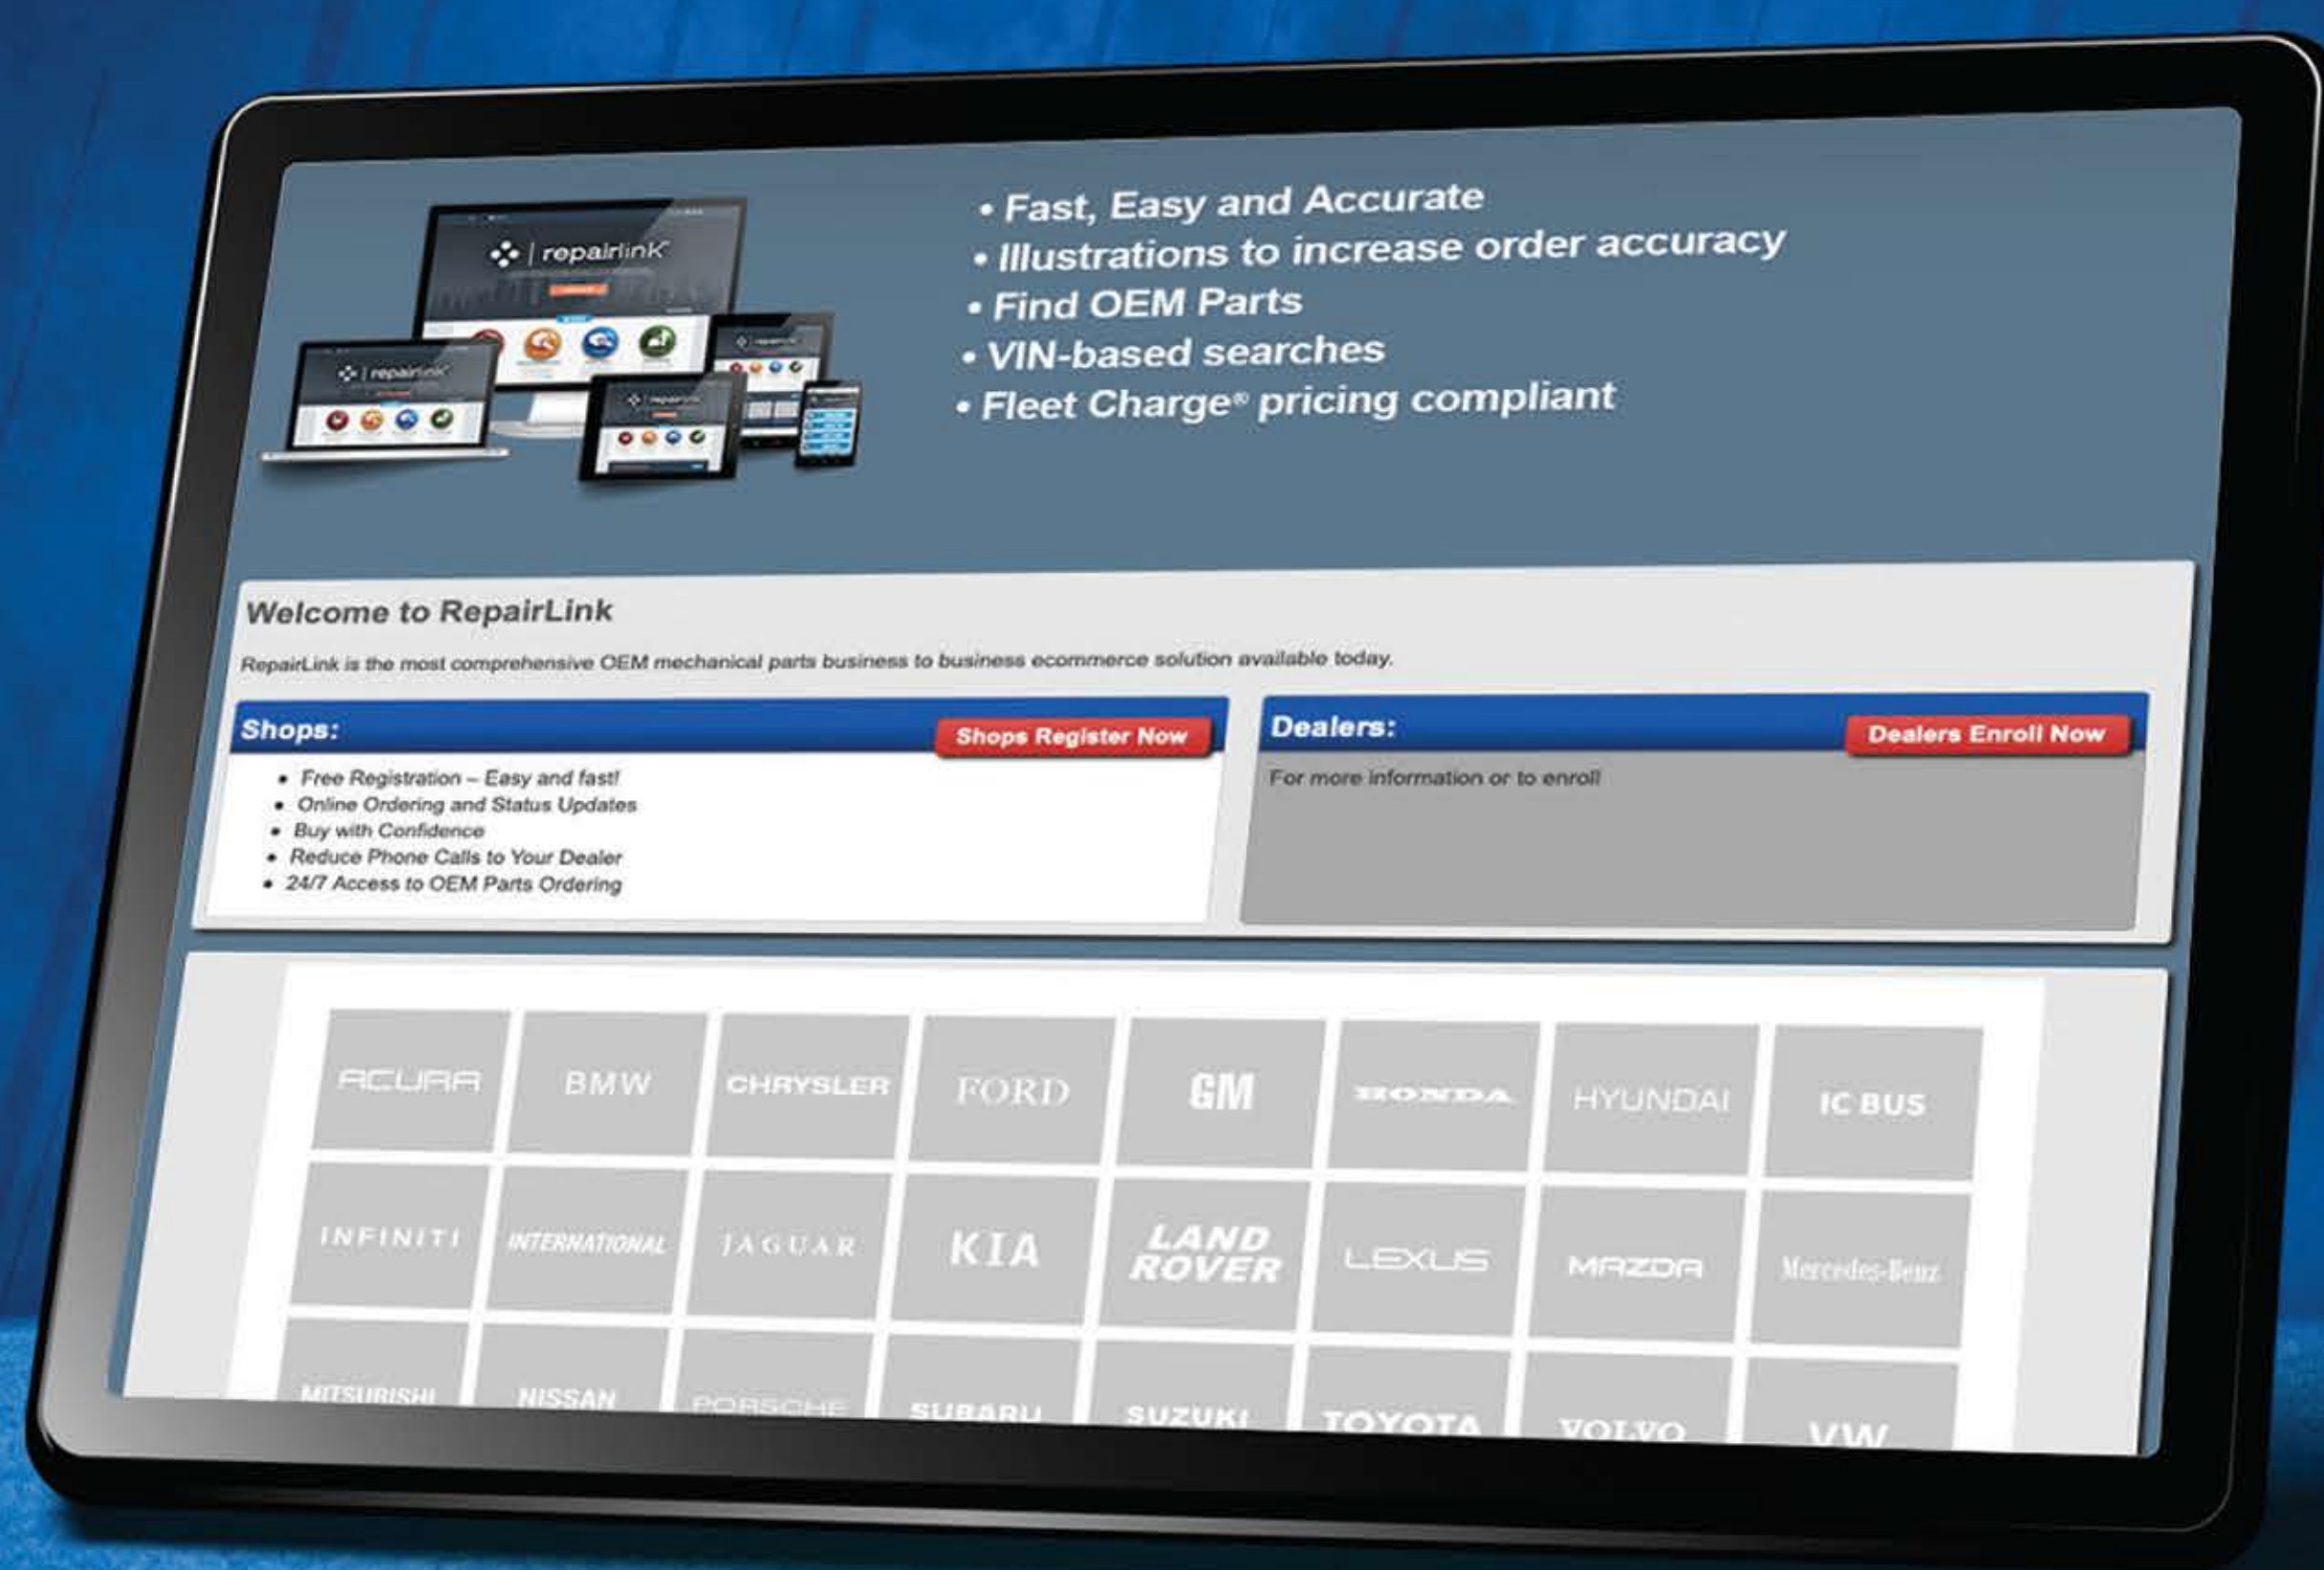 repairlink
repairlink
• Fast, Easy and Accurate
• Illustrations to increase order accuracy
• Find OEM Parts
• VIN-based searches
• Fleet Charge® pricing compliant
Welcome to RepairLink
RepairLink is the most comprehensive OEM mechanical parts business to business ecommerce solution available today.
Shops:
Shops Register Now
• Free Registration – Easy and fast!
• Online Ordering and Status Updates
• Buy with Confidence
• Reduce Phone Calls to Your Dealer
• 24/7 Access to OEM Parts Ordering
Dealers:
Dealers Enroll Now
For more information or to enroll
ACURA BMW CHRYSLER FORD GM HONDA HYUNDAI IC BUS
INFINITI INTERNATIONAL JAGUAR KIA LAND ROVER LEXUS MAZDA Mercedes-Benz
MITSUBISHI NISSAN PORSCHE SUBARU SUZUKI TOYOTA VOLVO VW